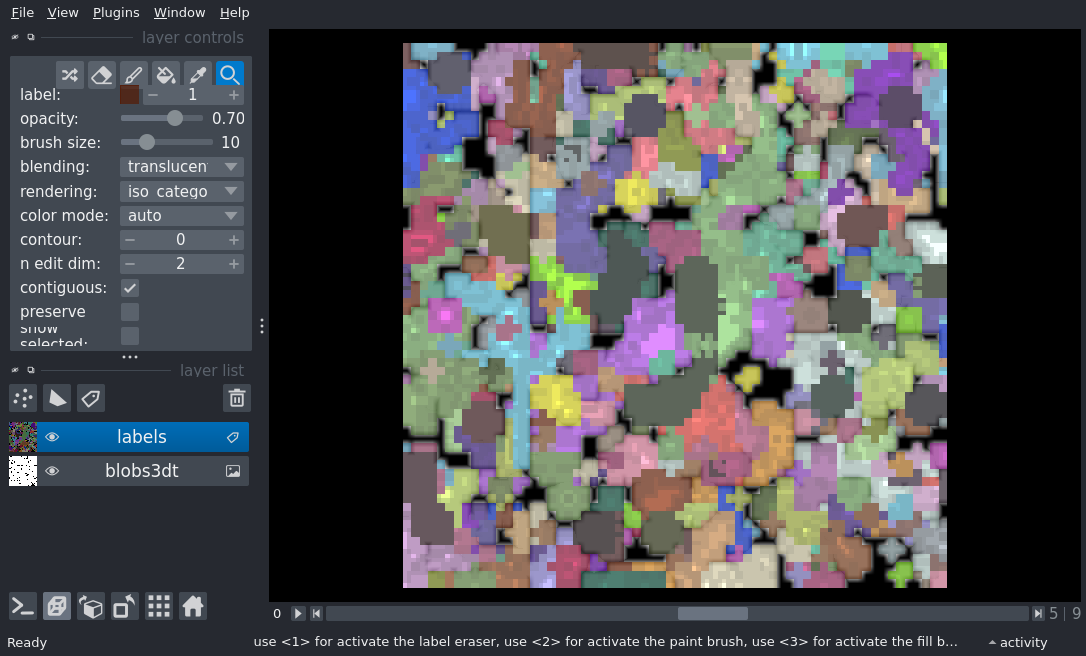 File View Plugins Window Help
layer controls
label: 1
opacity: 0.70
brush size: 10
blending: translucen
rendering: iso catego
color mode: auto
contour: 0
n edit dim: 2
contiguous:
preserve
show
selected:
layer list
labels
blobs3dt
0 5 | 9
Ready use <1> for activate the label eraser, use <2> for activate the paint brush, use <3> for activate the fill b... activity